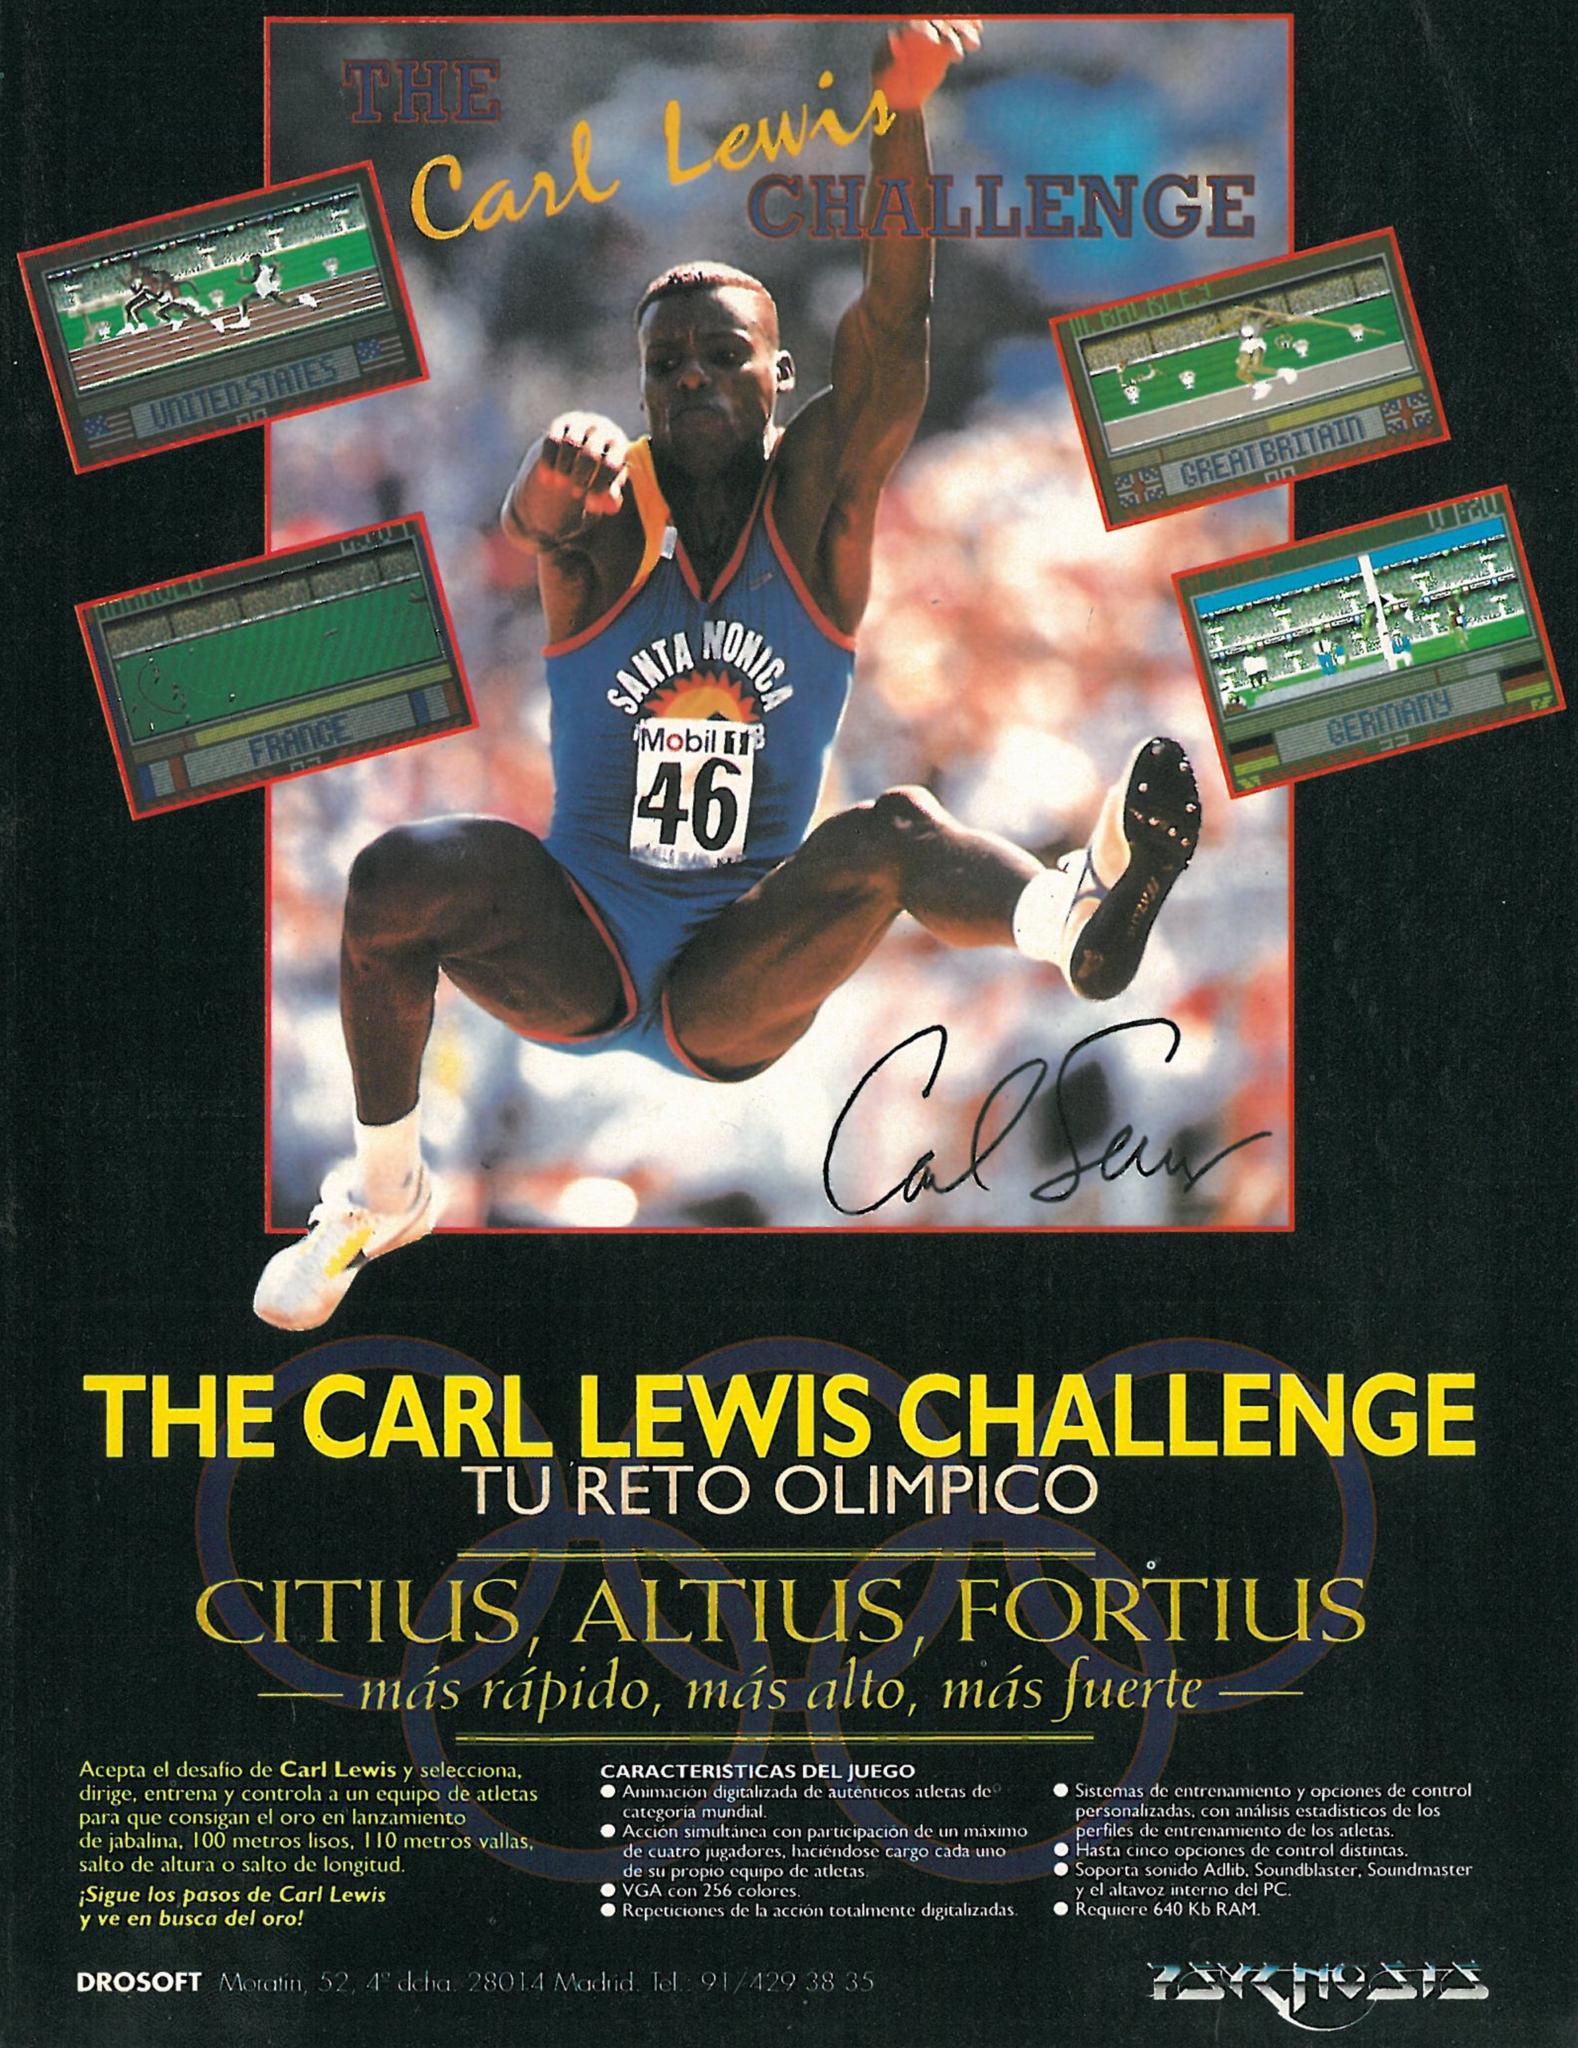 THE
Carl Lewis
CHALLENGE
UNITED STATES
M. BACKLEY
GREAT BRITAIN
FRANCE
GERMANY
SANTA MONICA
Mobil 1
46
Carl Lewis
THE CARL LEWIS CHALLENGE
TU RETO OLIMPICO
CITIUS, ALTIUS, FORTIUS
— más rápido, más alto, más fuerte —
Acepta el desafío de Carl Lewis y selecciona,
dirige, entrena y controla a un equipo de atletas
para que consigan el oro en lanzamiento
de jabalina, 100 metros lisos, 110 metros vallas,
salto de altura o salto de longitud.
¡Sigue los pasos de Carl Lewis
y ve en busca del oro!
CARACTERISTICAS DEL JUEGO
● Animación digitalizada de auténticos atletas de
categoría mundial.
● Acción simultánea con participación de un máximo
de cuatro jugadores, haciéndose cargo cada uno
de su propio equipo de atletas.
● VGA con 256 colores.
● Repeticiones de la acción totalmente digitalizadas.
● Sistemas de entrenamiento y opciones de control
personalizadas, con análisis estadísticos de los
perfiles de entrenamiento de los atletas.
● Hasta cinco opciones de control distintas.
● Soporta sonido Adlib, Soundblaster, Soundmaster
y el altavoz interno del PC.
● Requiere 640 Kb RAM.
DROSOFT Moratín, 52, 4º dcha. 28014 Madrid. Tel.: 91/429 38 35
PSYGNOSIS